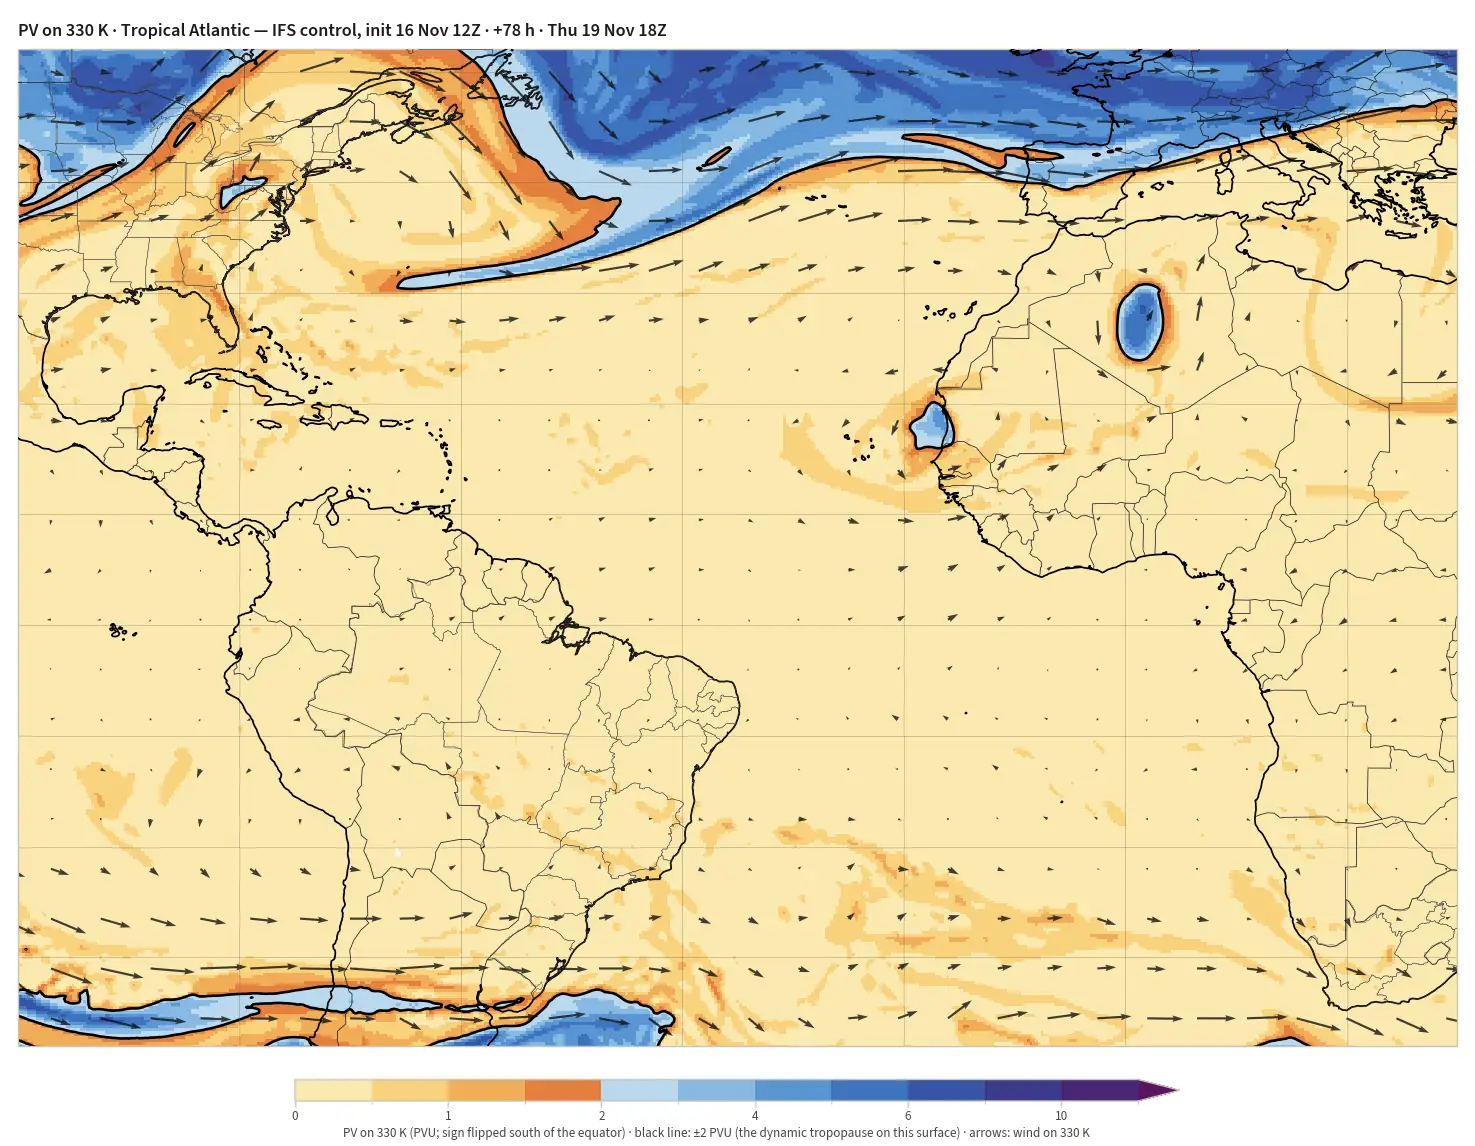 PV on 330 K · Tropical Atlantic — IFS control, init 16 Nov 12Z · +78 h · Thu 19 Nov 18Z
0 1 2 4 6 10
PV on 330 K (PVU; sign flipped south of the equator) · black line: ±2 PVU (the dynamic tropopause on this surface) · arrows: wind on 330 K